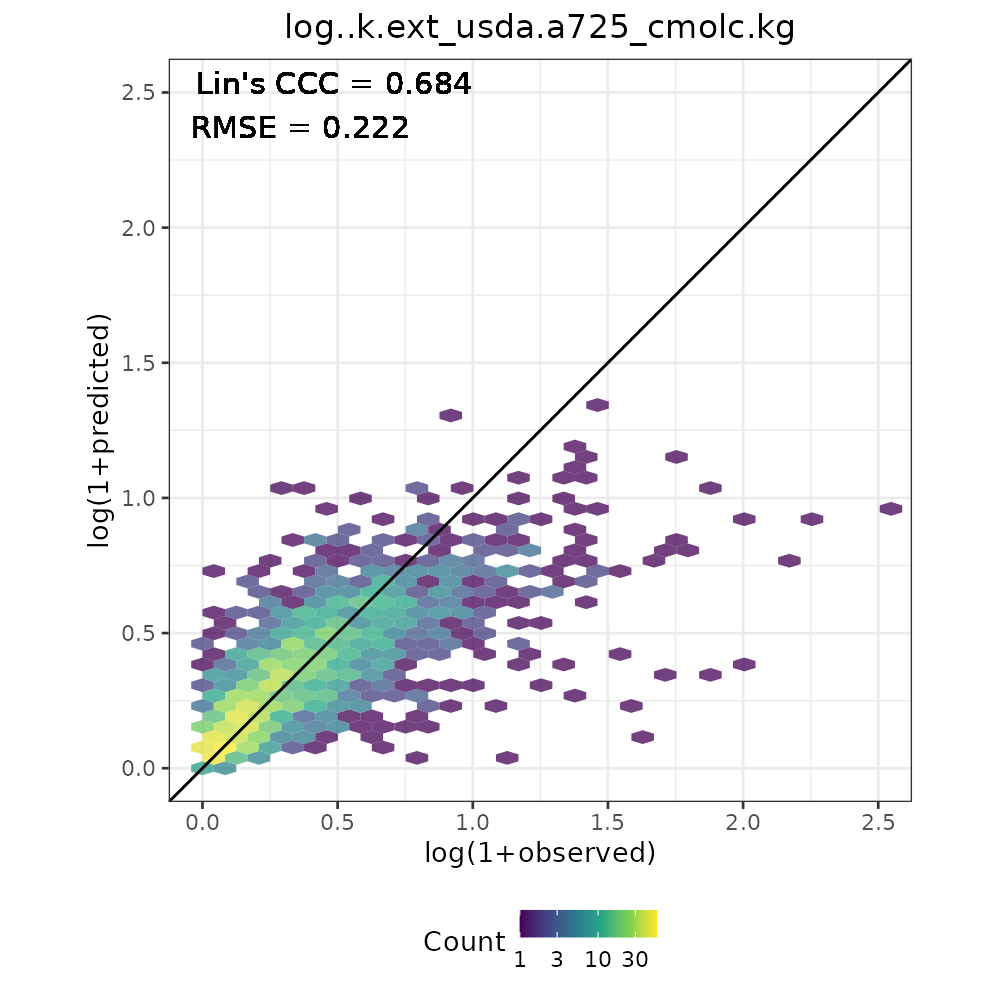 log..k.ext_usda.a725_cmolc.kg
Lin's CCC = 0.684
RMSE = 0.222
log(1+predicted)
2.5
2.0
1.5
1.0
0.5
0.0
0.0 0.5 1.0 1.5 2.0 2.5
log(1+observed)
Count
1 3 10 30